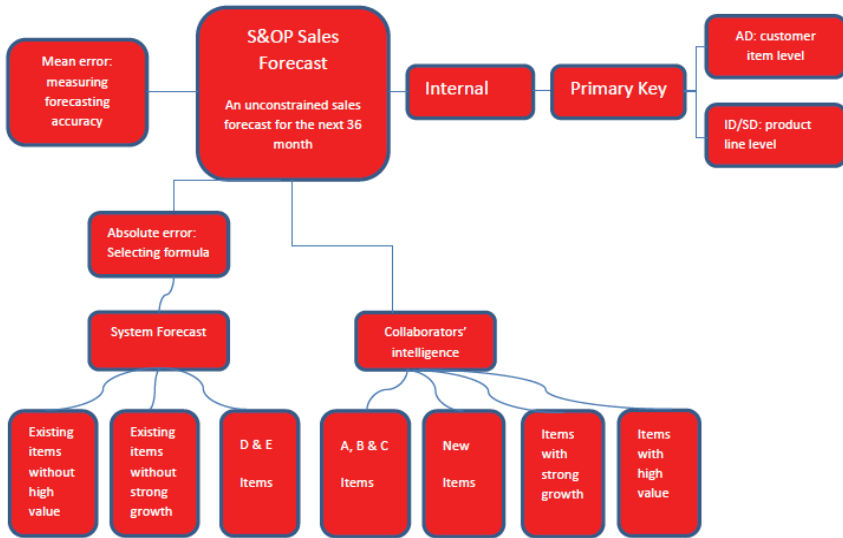 S&OP Sales
Forecast
An unconstrained sales
forecast for the next 36
month
Mean error:
measuring
forecasting
accuracy
Internal
Primary Key
AD: customer
item level
ID/SD: product
line level
Absolute error:
Selecting formula
System Forecast
Collaborators'
intelligence
Existing
items
without
high
value
Existing
items
without
strong
growth
D & E
Items
A, B & C
Items
New
Items
Items
with
strong
growth
Items
with
high
value